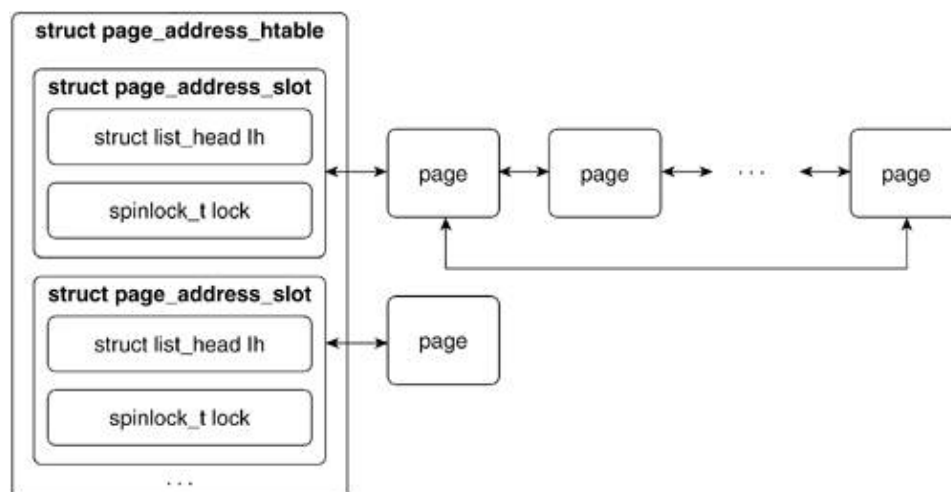 struct page_address_htable
struct page_address_slot
struct list_head lh
spinlock_t lock
page
page
. . .
page
struct page_address_slot
struct list_head lh
spinlock_t lock
page
. . .